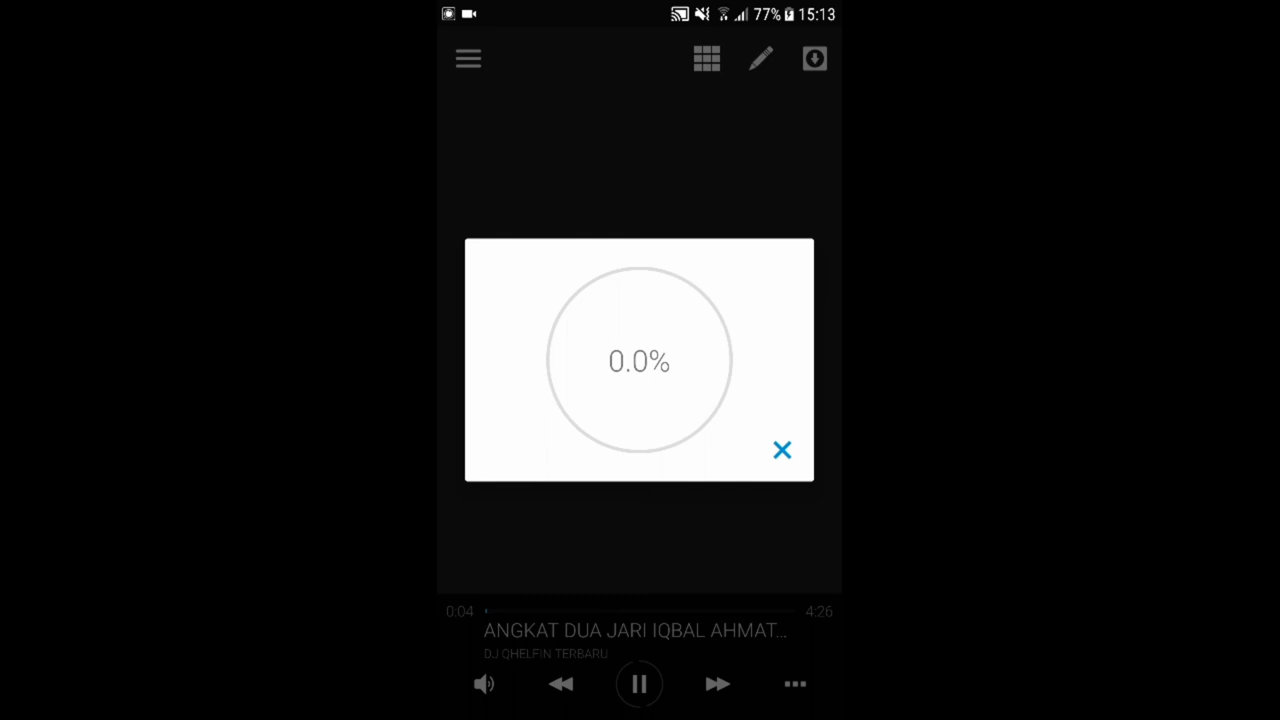 77% 15:13
0.0%
0:04 4:26
ANGKAT DUA JARI IQBAL AHMAT...
DJ QHELFIN TERBARU